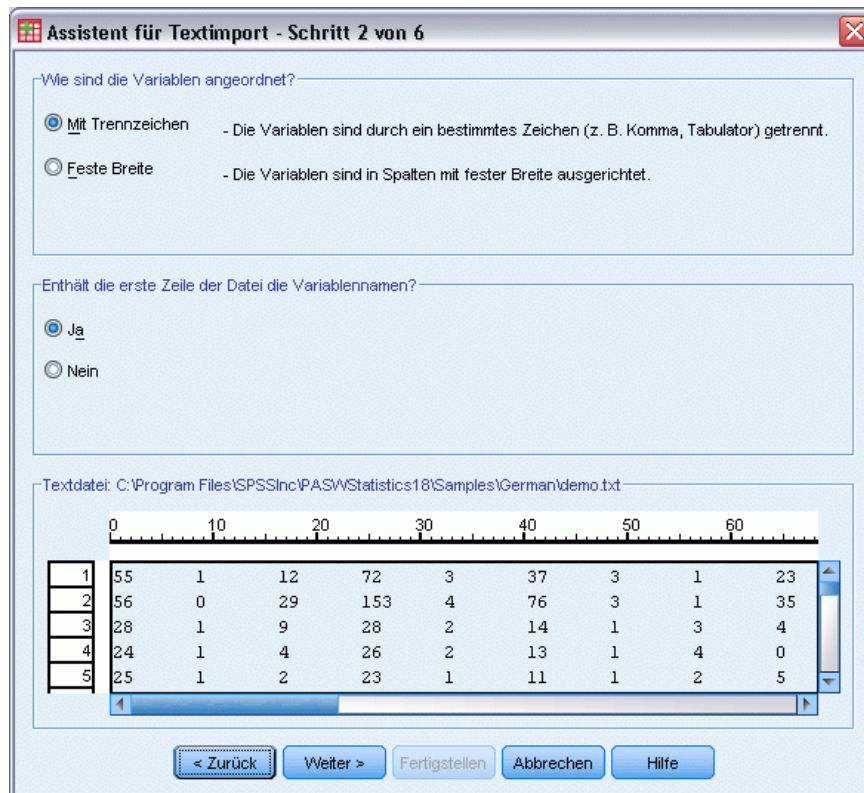 Assistent für Textimport - Schritt 2 von 6
Wie sind die Variablen angeordnet?
Mit Trennzeichen - Die Variablen sind durch ein bestimmtes Zeichen (z. B. Komma, Tabulator) getrennt.
Feste Breite - Die Variablen sind in Spalten mit fester Breite ausgerichtet.
Enthält die erste Zeile der Datei die Variablennamen?
Ja
Nein
Textdatei: C:\Program Files\SPSSInc\PASWStatistics18\Samples\German\demo.txt
0 10 20 30 40 50 60
1 55 1 12 72 3 37 3 1 23
2 56 0 29 153 4 76 3 1 35
3 28 1 9 28 2 14 1 3 4
4 24 1 4 26 2 13 1 4 0
5 25 1 2 23 1 11 1 2 5
< Zurück Weiter > Fertigstellen Abbrechen Hilfe